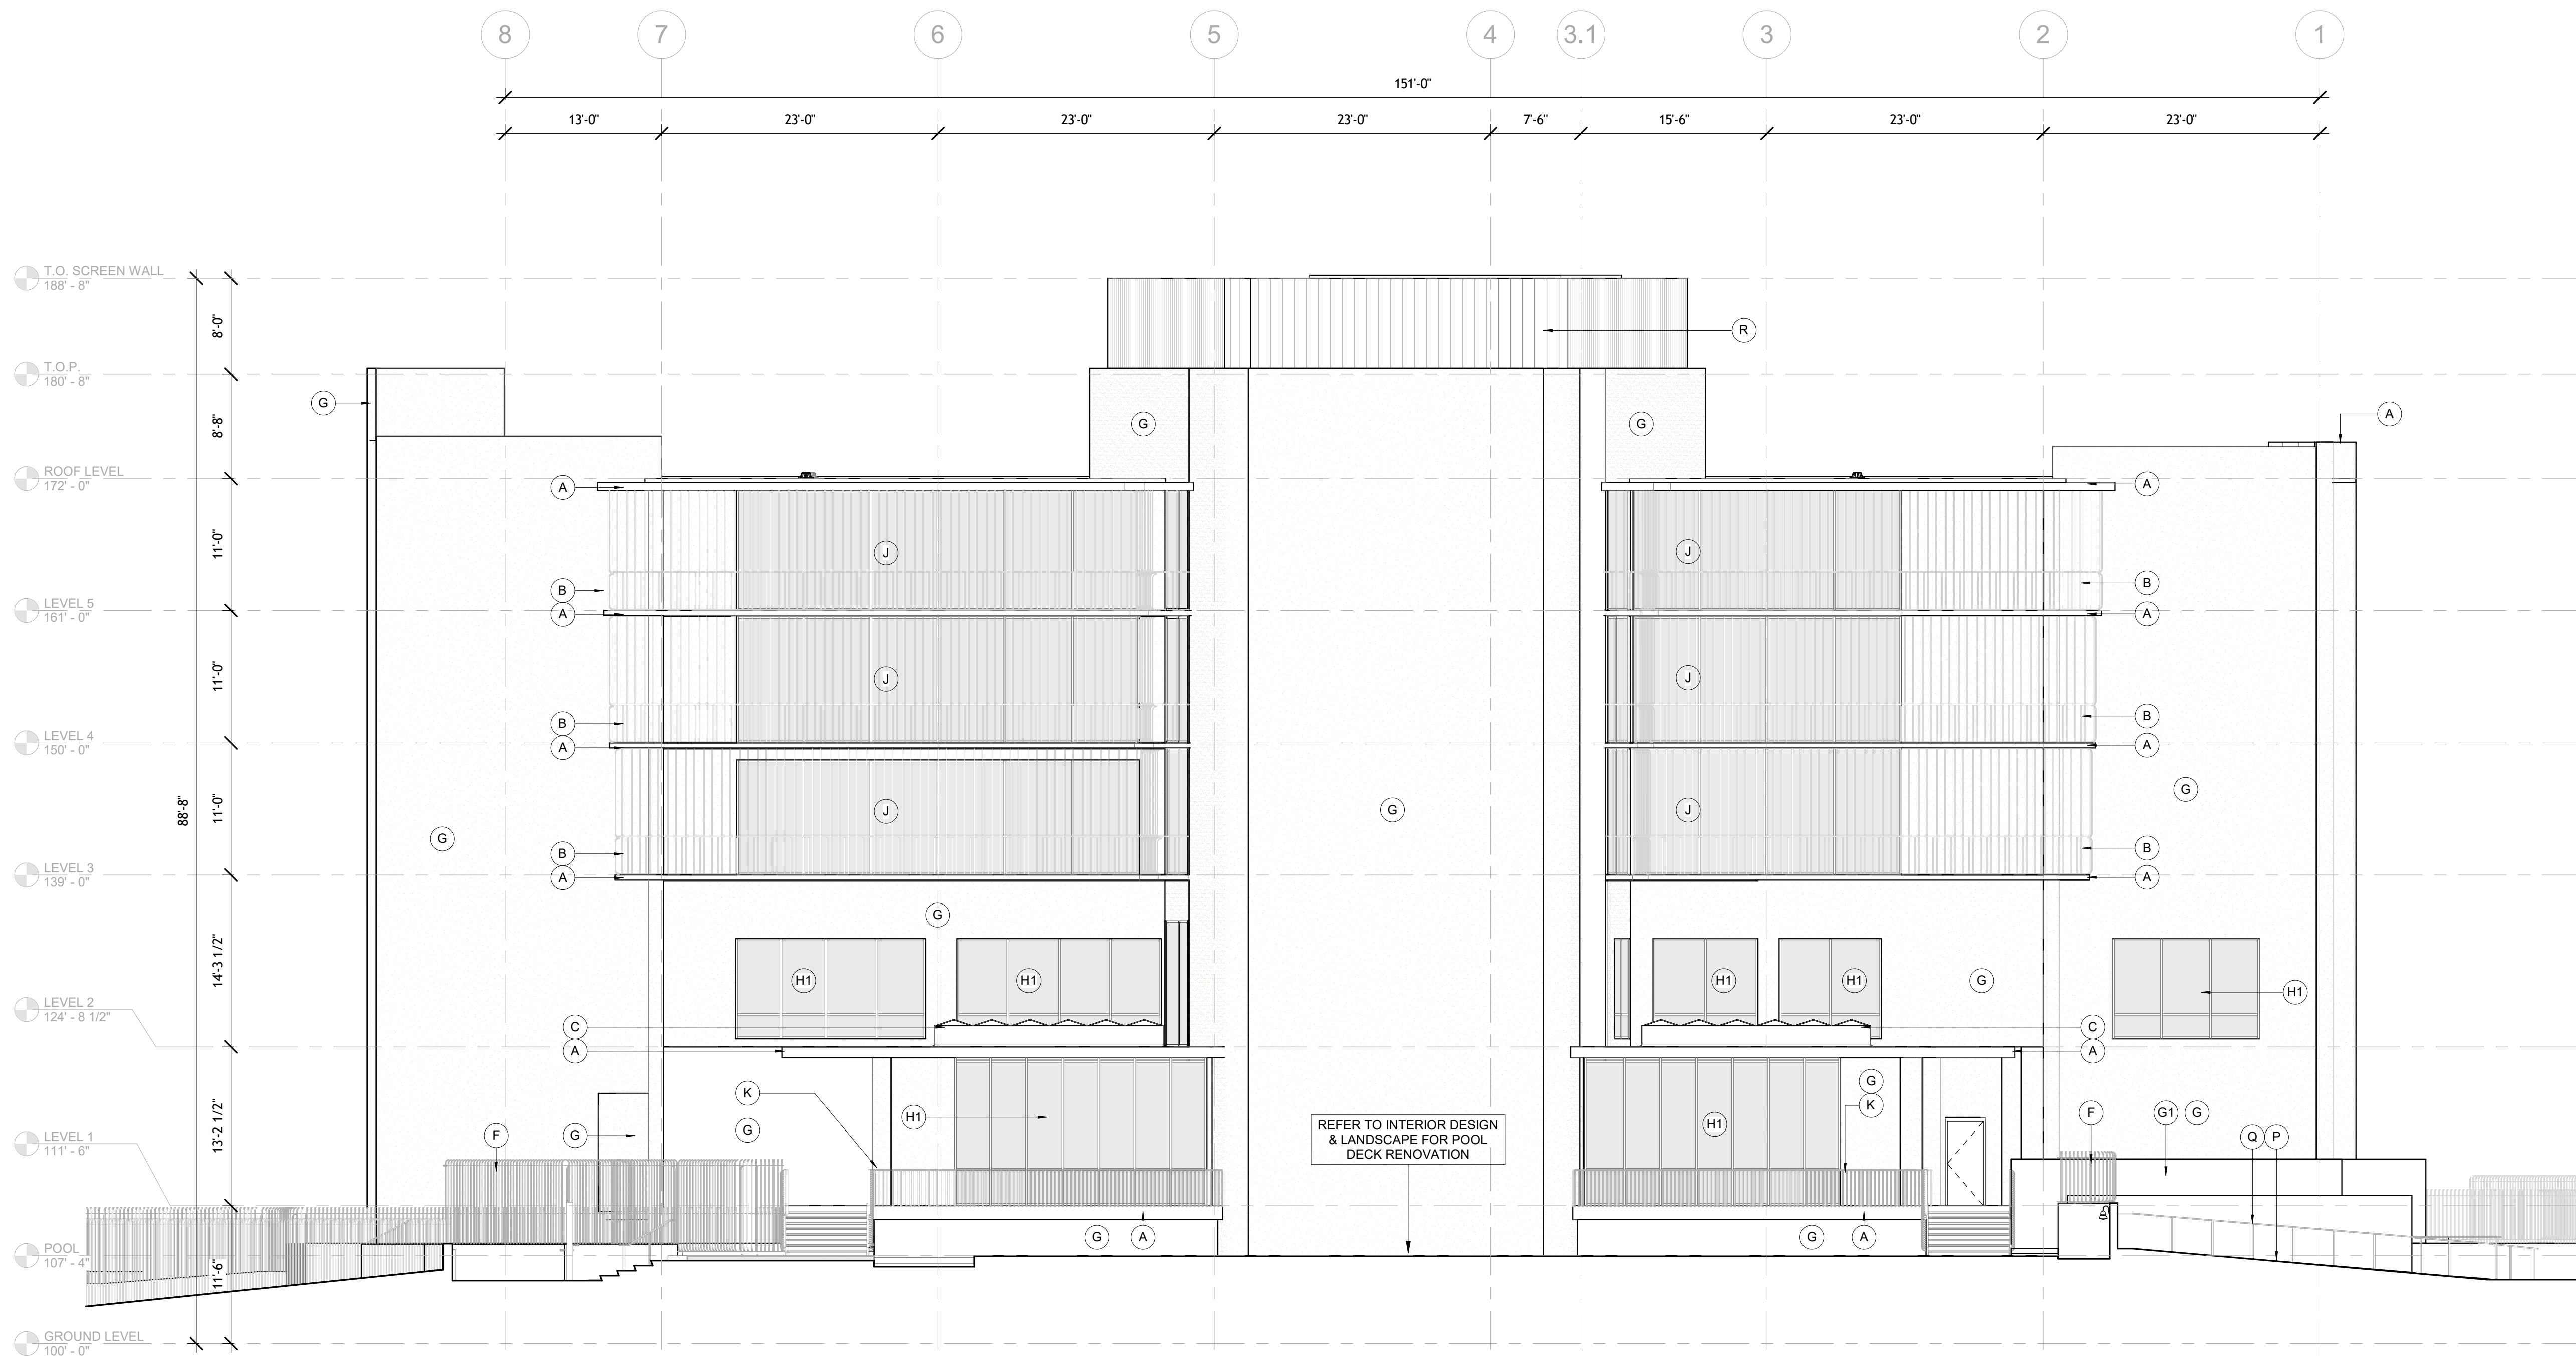 8
7
6
5
4
3.1
3
2
1
151'-0"
13'-0"
23'-0"
23'-0"
23'-0"
7'-6"
15'-6"
23'-0"
23'-0"
T.O. SCREEN WALL
188' - 8"
8'-0"
R
T.O.P.
180' - 8"
G
8'-8"
G
G
A
ROOF LEVEL
172' - 0"
A
A
11'-0"
J
J
B
B
LEVEL 5
161' - 0"
A
A
11'-0"
J
J
B
B
LEVEL 4
150' - 0"
A
A
88'-8"
11'-0"
J
G
J
G
G
B
B
LEVEL 3
139' - 0"
A
A
G
14'-3 1/2"
H1
H1
H1
H1
G
H1
LEVEL 2
124' - 8 1/2"
C
C
A
A
K
H1
G
K
13'-2 1/2"
G
H1
F
G1
G
LEVEL 1
111' - 6"
F
G
REFER TO INTERIOR DESIGN
& LANDSCAPE FOR POOL
DECK RENOVATION
Q
P
G
A
G
A
POOL
107' - 4"
11'-6"
GROUND LEVEL
100' - 0"